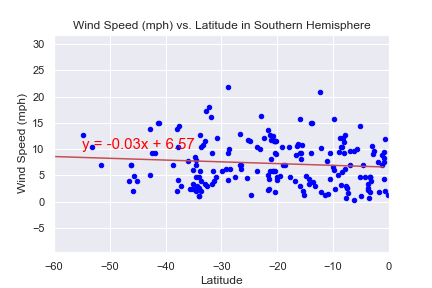 Wind Speed (mph) vs. Latitude in Southern Hemisphere
Wind Speed (mph)
30
25
20
15
10
5
0
−5
y = -0.03x + 6.57
−60 −50 −40 −30 −20 −10 0
Latitude